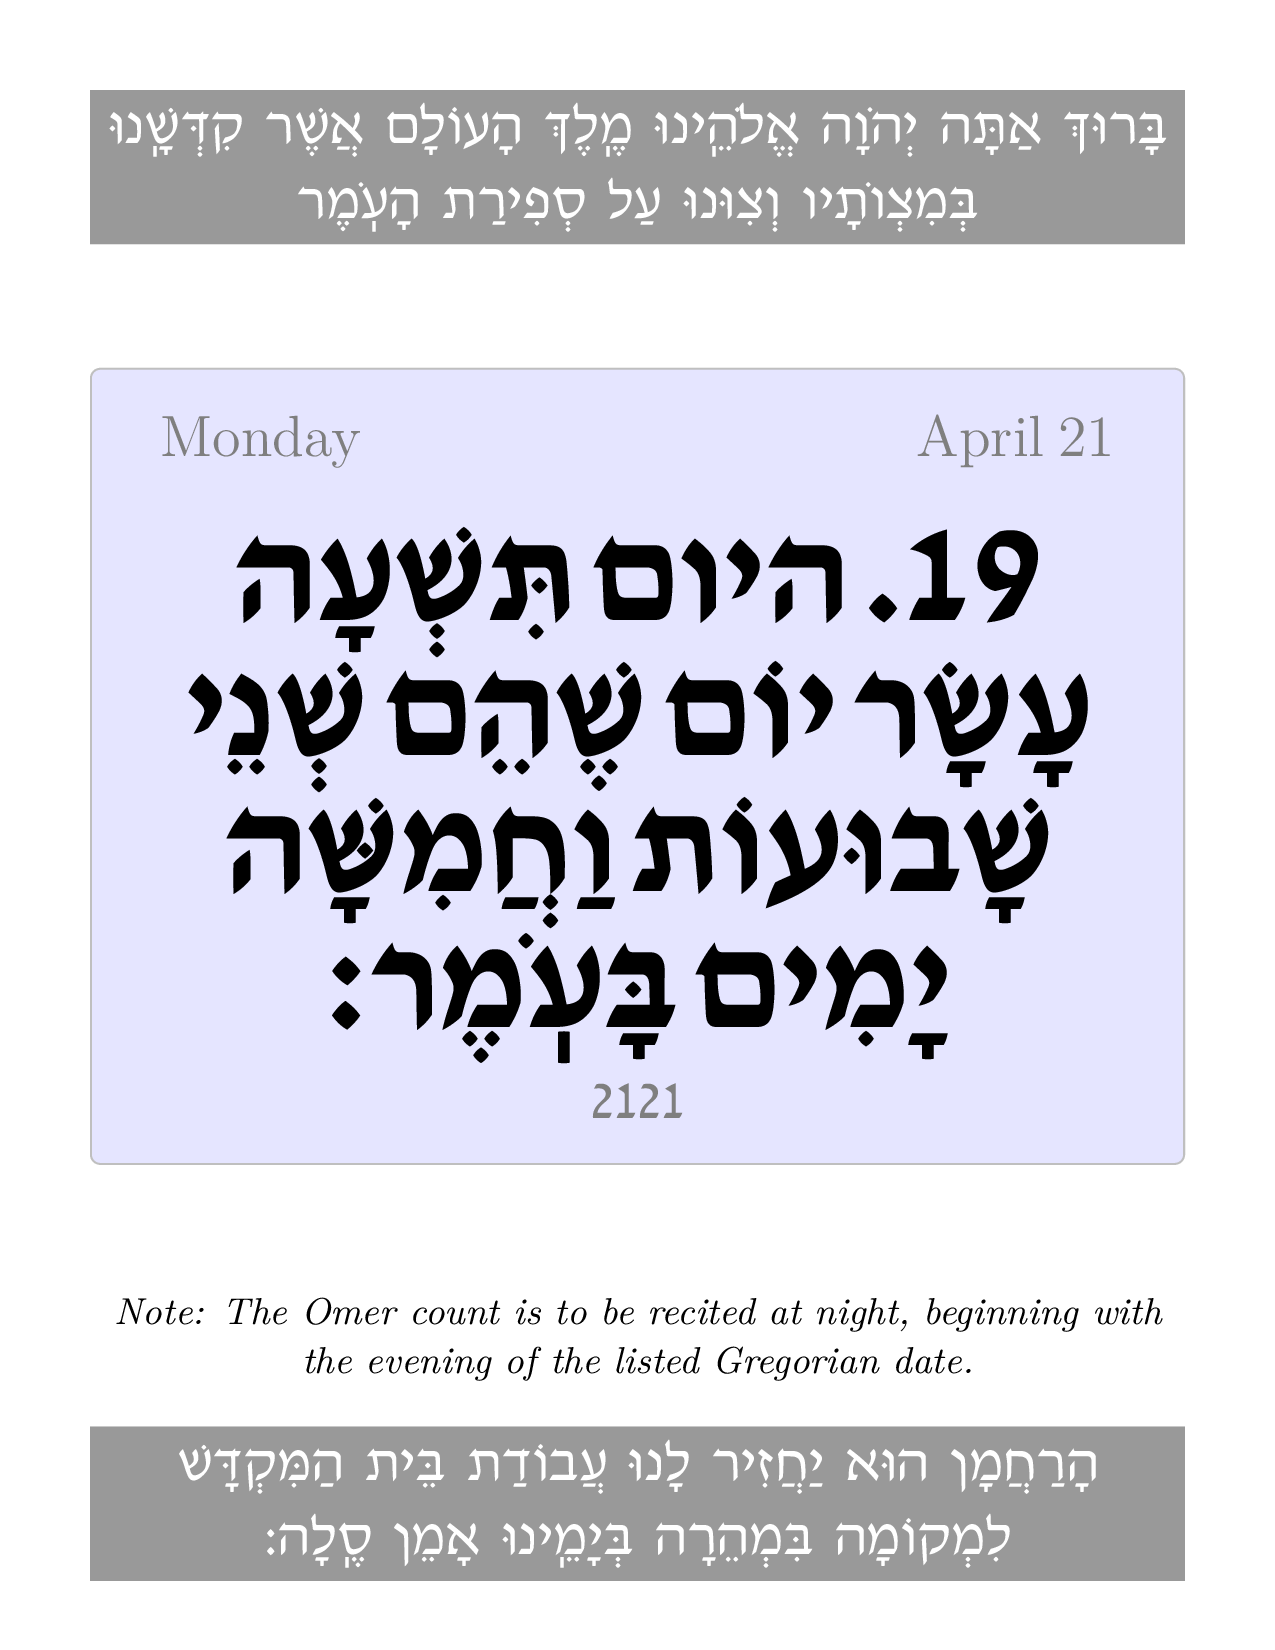 בָּרוּךְ אַתָּה יְהֹוָה אֱלֹהֵֽינוּ מֶֽלֶךְ הָעוֹלָם אֲשֶׁר קִדְּשָֽׁנוּ
בְּמִצְוֹתָיו וְצִוּנוּ עַל סְפִירַת הָעֹֽמֶר
Monday April 21
19. היום תִּשְׁעָה
עָשָׂר יוֹם שֶׁהֵם שְׁנֵי
שָׁבוּעוֹת וַחֲמִשָּׁה
יָמִים בָּעֹֽמֶר׃
2121
Note: The Omer count is to be recited at night, beginning with
the evening of the listed Gregorian date.
הָרַחֲמָן הוּא יַחֲזִיר לָנוּ עֲבוֹדַת בֵּית הַמִּקְדָּשׁ
לִמְקוֹמָהּ בִּמְהֵרָה בְּיָמֵֽינוּ אָמֵן סֶֽלָה׃